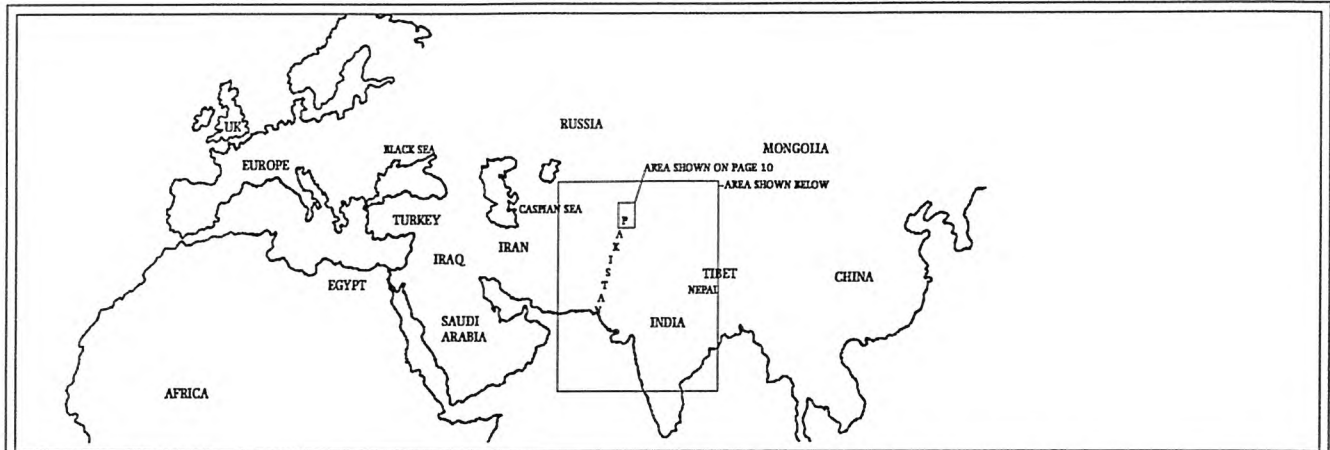 RUSSIA
MONGOLIA
UK
BLACK SEA
EUROPE
AREA SHOWN ON PAGE 10
AREA SHOWN BELOW
CASPIAN SEA
TURKEY
PAKISTAN
IRAN
IRAQ
TIBET
CHINA
EGYPT
NEPAL
SAUDI
ARABIA
INDIA
AFRICA